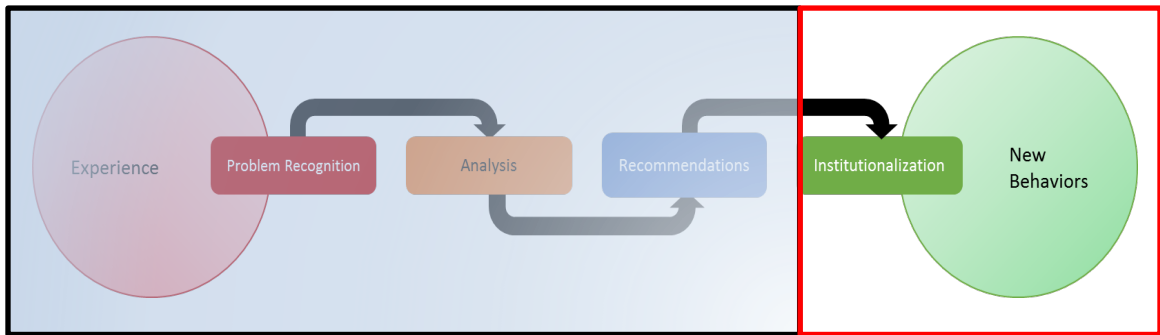 Experience
Problem Recognition
Analysis
Recommendations
Institutionalization
New
Behaviors